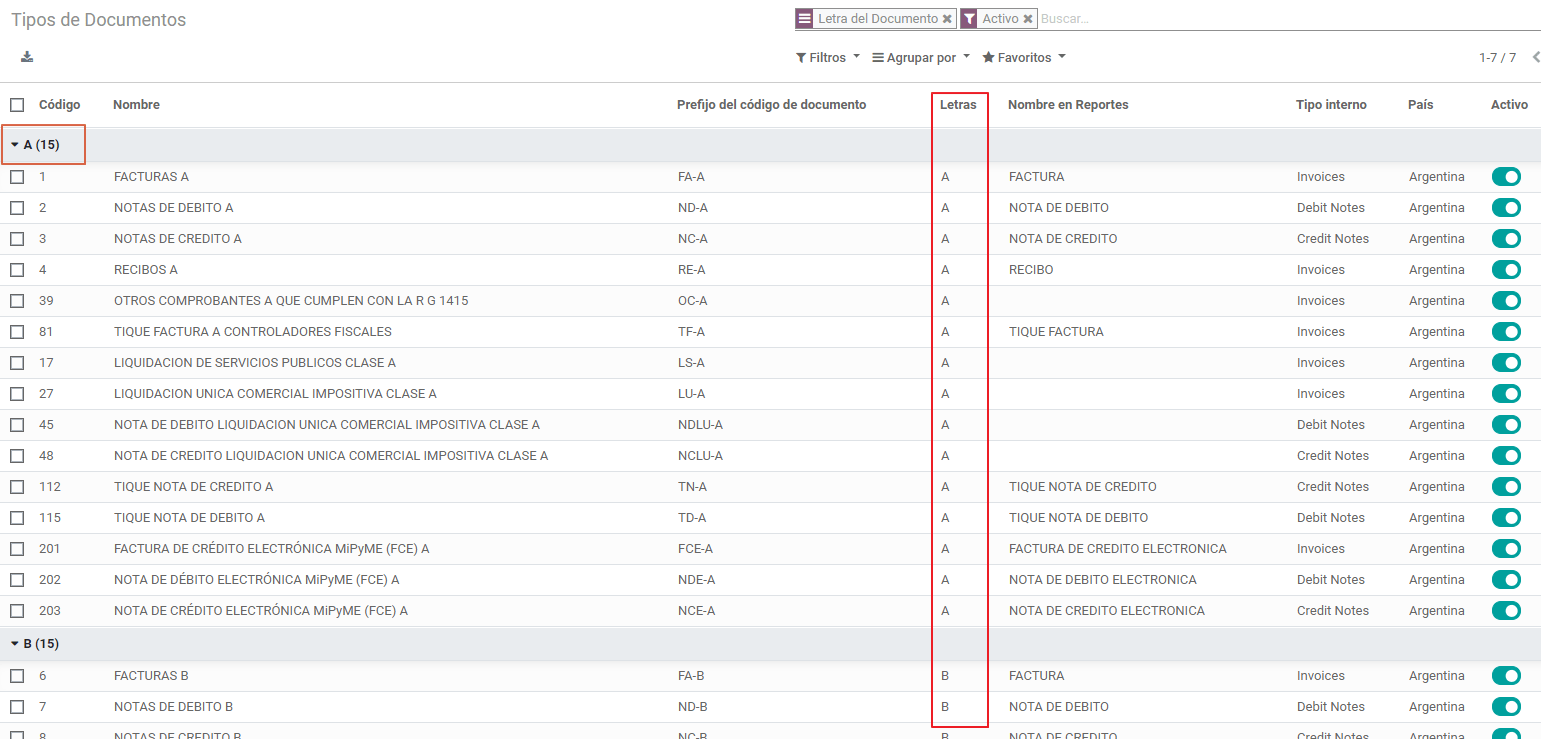 Tipos de Documentos
Letra del Documento Activo Buscar...
Filtros Agrupar por Favoritos 1-7 / 7
Código Nombre Prefijo del código de documento Letras Nombre en Reportes Tipo interno País Activo
A (15)
1 FACTURAS A FA-A A FACTURA Invoices Argentina
2 NOTAS DE DEBITO A ND-A A NOTA DE DEBITO Debit Notes Argentina
3 NOTAS DE CREDITO A NC-A A NOTA DE CREDITO Credit Notes Argentina
4 RECIBOS A RE-A A RECIBO Invoices Argentina
39 OTROS COMPROBANTES A QUE CUMPLEN CON LA R G 1415 OC-A A Invoices Argentina
81 TIQUE FACTURA A CONTROLADORES FISCALES TF-A A TIQUE FACTURA Invoices Argentina
17 LIQUIDACION DE SERVICIOS PUBLICOS CLASE A LS-A A Invoices Argentina
27 LIQUIDACION UNICA COMERCIAL IMPOSITIVA CLASE A LU-A A Invoices Argentina
45 NOTA DE DEBITO LIQUIDACION UNICA COMERCIAL IMPOSITIVA CLASE A NDLU-A A Debit Notes Argentina
48 NOTA DE CREDITO LIQUIDACION UNICA COMERCIAL IMPOSITIVA CLASE A NCLU-A A Credit Notes Argentina
112 TIQUE NOTA DE CREDITO A TN-A A TIQUE NOTA DE CREDITO Credit Notes Argentina
115 TIQUE NOTA DE DEBITO A TD-A A TIQUE NOTA DE DEBITO Debit Notes Argentina
201 FACTURA DE CRÉDITO ELECTRÓNICA MiPyME (FCE) A FCE-A A FACTURA DE CREDITO ELECTRONICA Invoices Argentina
202 NOTA DE DÉBITO ELECTRÓNICA MiPyME (FCE) A NDE-A A NOTA DE DEBITO ELECTRONICA Debit Notes Argentina
203 NOTA DE CRÉDITO ELECTRÓNICA MiPyME (FCE) A NCE-A A NOTA DE CREDITO ELECTRONICA Credit Notes Argentina
B (15)
6 FACTURAS B FA-B B FACTURA Invoices Argentina
7 NOTAS DE DEBITO B ND-B B NOTA DE DEBITO Debit Notes Argentina
8 NOTAS DE CREDITO B NC-B B NOTA DE CREDITO Credit Notes Argentina